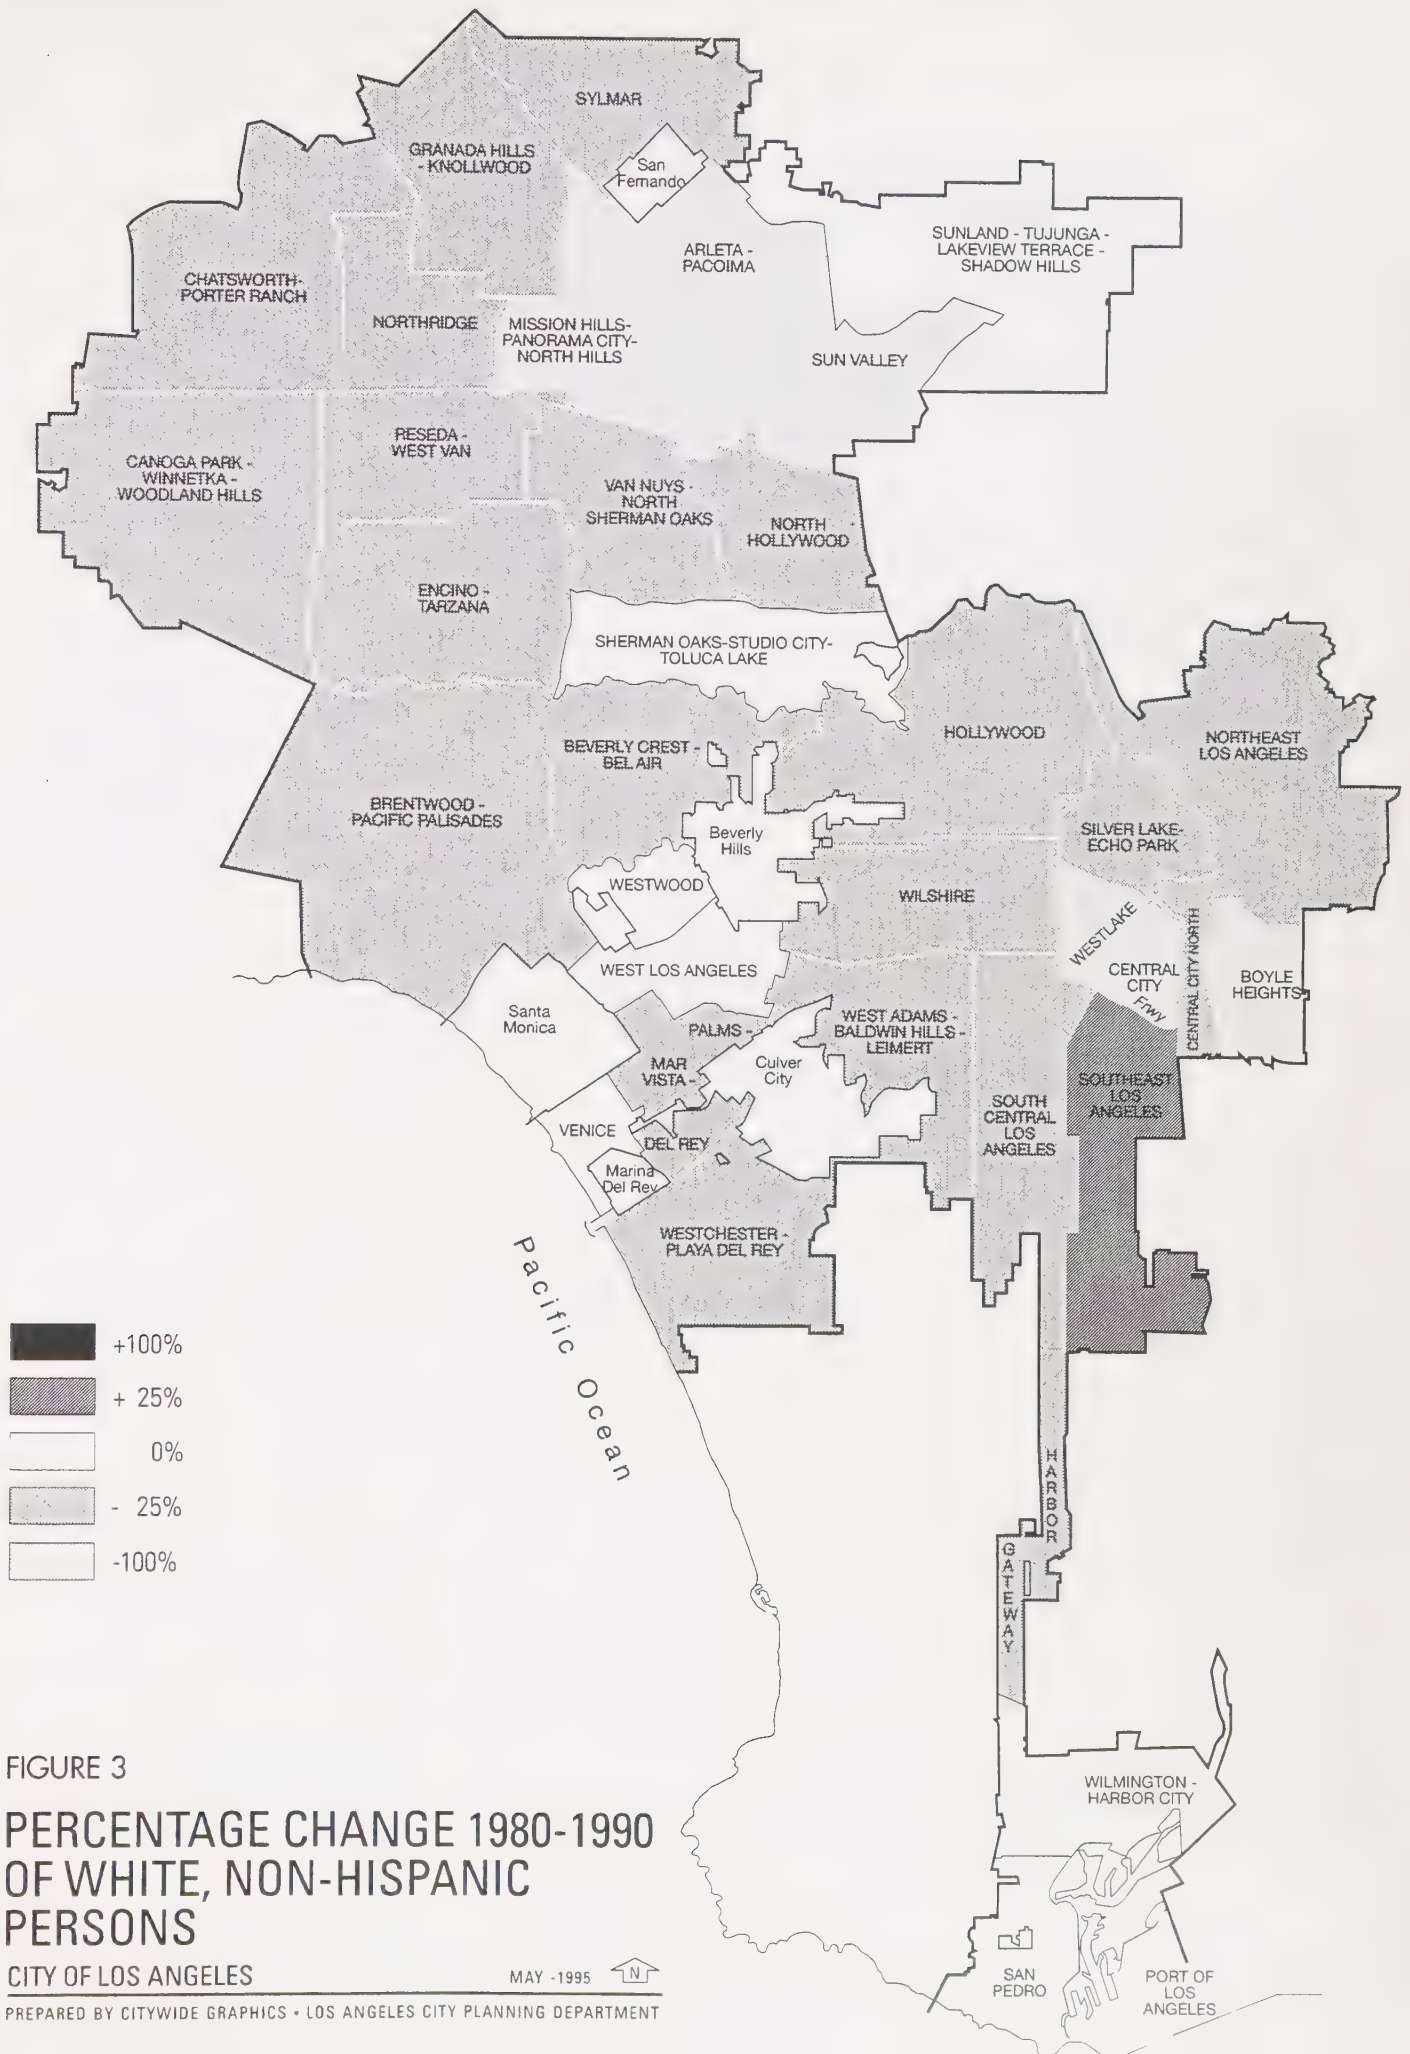 SYLMAR
GRANADA HILLS
- KNOLLWOOD
San
Fernando
ARLETA -
PACOIMA
SUNLAND - TUJUNGA -
LAKEVIEW TERRACE -
SHADOW HILLS
CHATSWORTH-
PORTER RANCH
NORTHRIDGE
MISSION HILLS-
PANORAMA CITY-
NORTH HILLS
SUN VALLEY
RESEDA -
WEST VAN
CANOGA PARK -
WINNETKA -
WOODLAND HILLS
VAN NUYS -
NORTH
SHERMAN OAKS
NORTH
HOLLYWOOD
ENCINO -
TARZANA
SHERMAN OAKS-STUDIO CITY-
TOLUCA LAKE
HOLLYWOOD
NORTHEAST
LOS ANGELES
BEVERLY CREST -
BEL AIR
BRENTWOOD -
PACIFIC PALISADES
Beverly
Hills
SILVER LAKE-
ECHO PARK
WESTWOOD
WILSHIRE
WESTLAKE
CENTRAL CITY NORTH
WEST LOS ANGELES
CENTRAL
CITY
Frwy
BOYLE
HEIGHTS
Santa
Monica
PALMS -
MAR
VISTA -
DEL REY
WEST ADAMS -
BALDWIN HILLS -
LEIMERT
Culver
City
SOUTHEAST
LOS
ANGELES
SOUTH
CENTRAL
LOS
ANGELES
VENICE
Marina
Del Rey
WESTCHESTER -
PLAYA DEL REY
Pacific Ocean
+100%
+ 25%
0%
- 25%
-100%
HARBOR
GATEWAY
WILMINGTON -
HARBOR CITY
SAN
PEDRO
PORT OF
LOS
ANGELES
FIGURE 3
PERCENTAGE CHANGE 1980-1990
OF WHITE, NON-HISPANIC
PERSONS
CITY OF LOS ANGELES
MAY -1995
N
PREPARED BY CITYWIDE GRAPHICS • LOS ANGELES CITY PLANNING DEPARTMENT